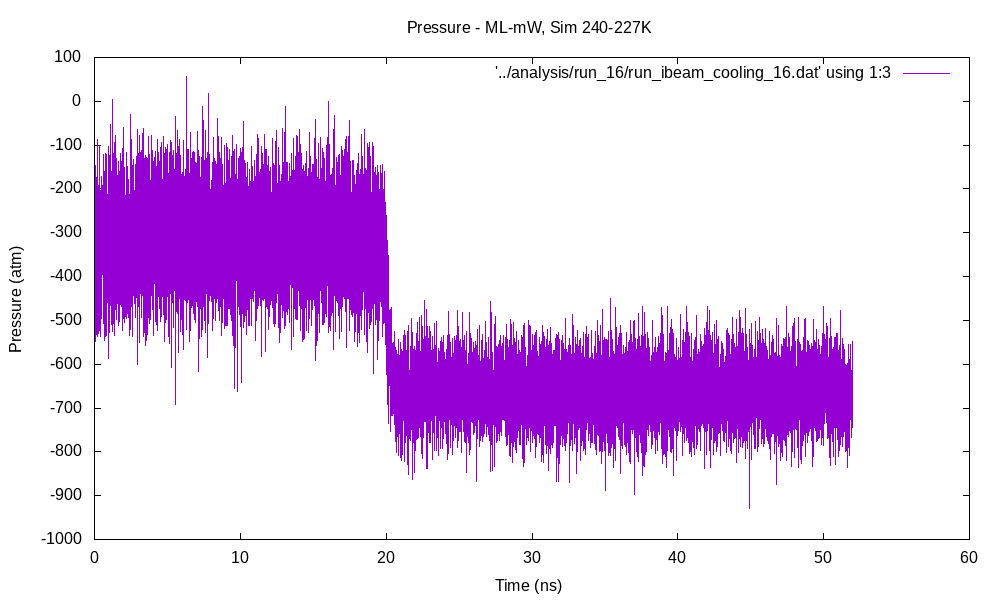 Pressure - ML-mW, Sim 240-227K
'../analysis/run_16/run_ibeam_cooling_16.dat' using 1:3
100
0
-100
-200
-300
-400
-500
-600
-700
-800
-900
-1000
Pressure (atm)
0 10 20 30 40 50 60
Time (ns)